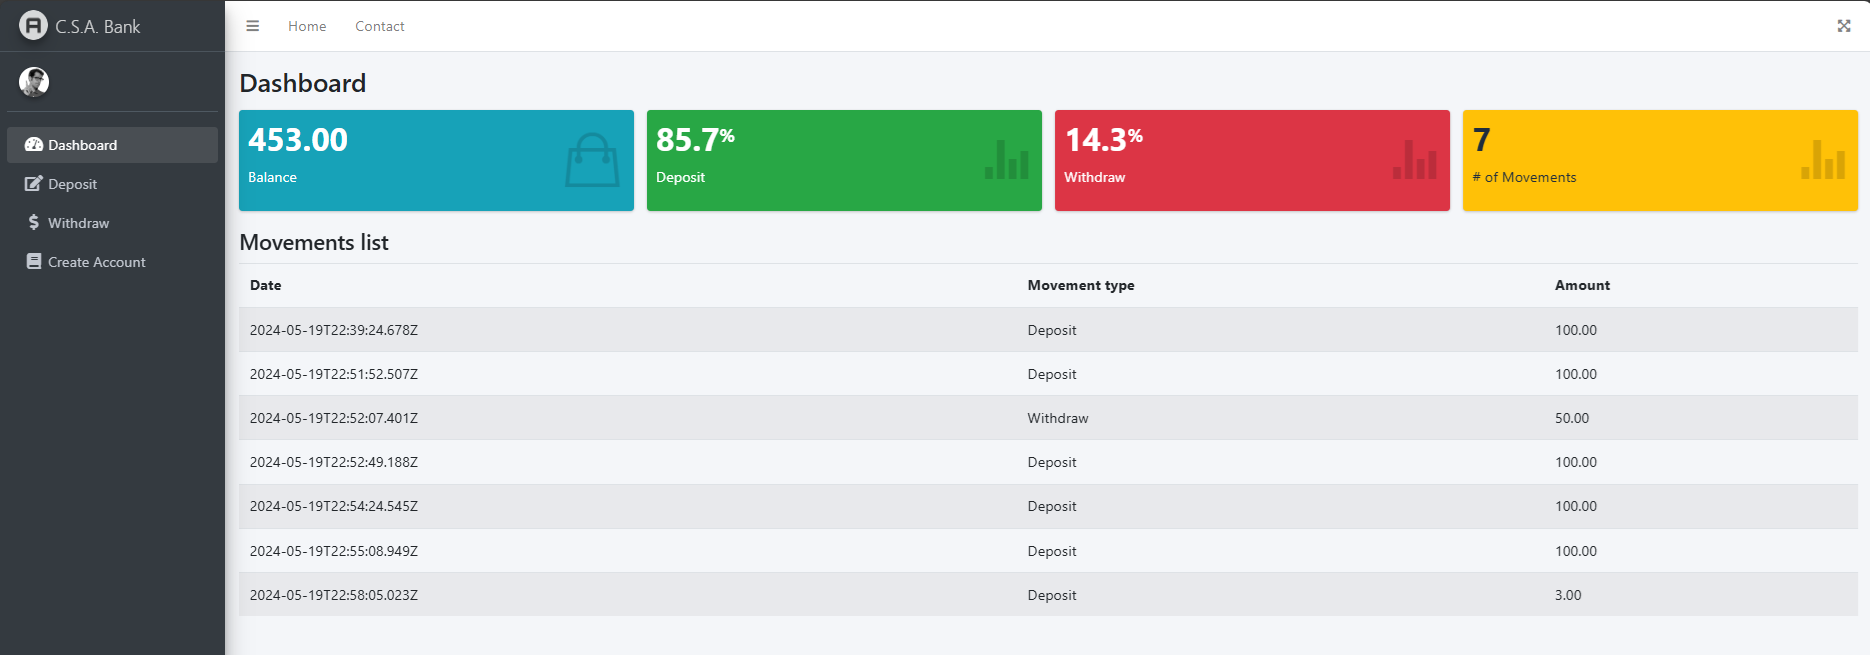 C.S.A. Bank
Home Contact
Dashboard
Deposit
Withdraw
Create Account
Dashboard
453.00
Balance
85.7%
Deposit
14.3%
Withdraw
7
# of Movements
Movements list
Date Movement type Amount
2024-05-19T22:39:24.678Z Deposit 100.00
2024-05-19T22:51:52.507Z Deposit 100.00
2024-05-19T22:52:07.401Z Withdraw 50.00
2024-05-19T22:52:49.188Z Deposit 100.00
2024-05-19T22:54:24.545Z Deposit 100.00
2024-05-19T22:55:08.949Z Deposit 100.00
2024-05-19T22:58:05.023Z Deposit 3.00